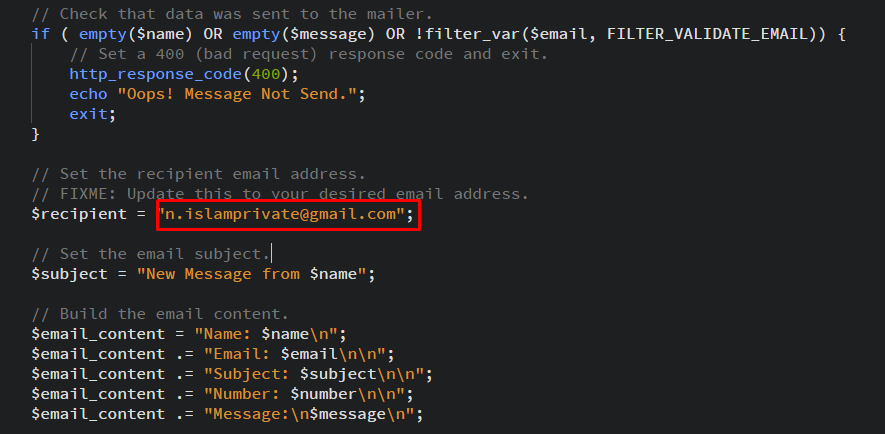 // Check that data was sent to the mailer.
if ( empty($name) OR empty($message) OR !filter_var($email, FILTER_VALIDATE_EMAIL)) {
// Set a 400 (bad request) response code and exit.
http_response_code(400);
echo "Oops! Message Not Send.";
exit;
}
// Set the recipient email address.
// FIXME: Update this to your desired email address.
$recipient = "n.islamprivate@gmail.com";
// Set the email subject.
$subject = "New Message from $name";
// Build the email content.
$email_content = "Name: $name\n";
$email_content .= "Email: $email\n\n";
$email_content .= "Subject: $subject\n\n";
$email_content .= "Number: $number\n\n";
$email_content .= "Message:\n$message\n";